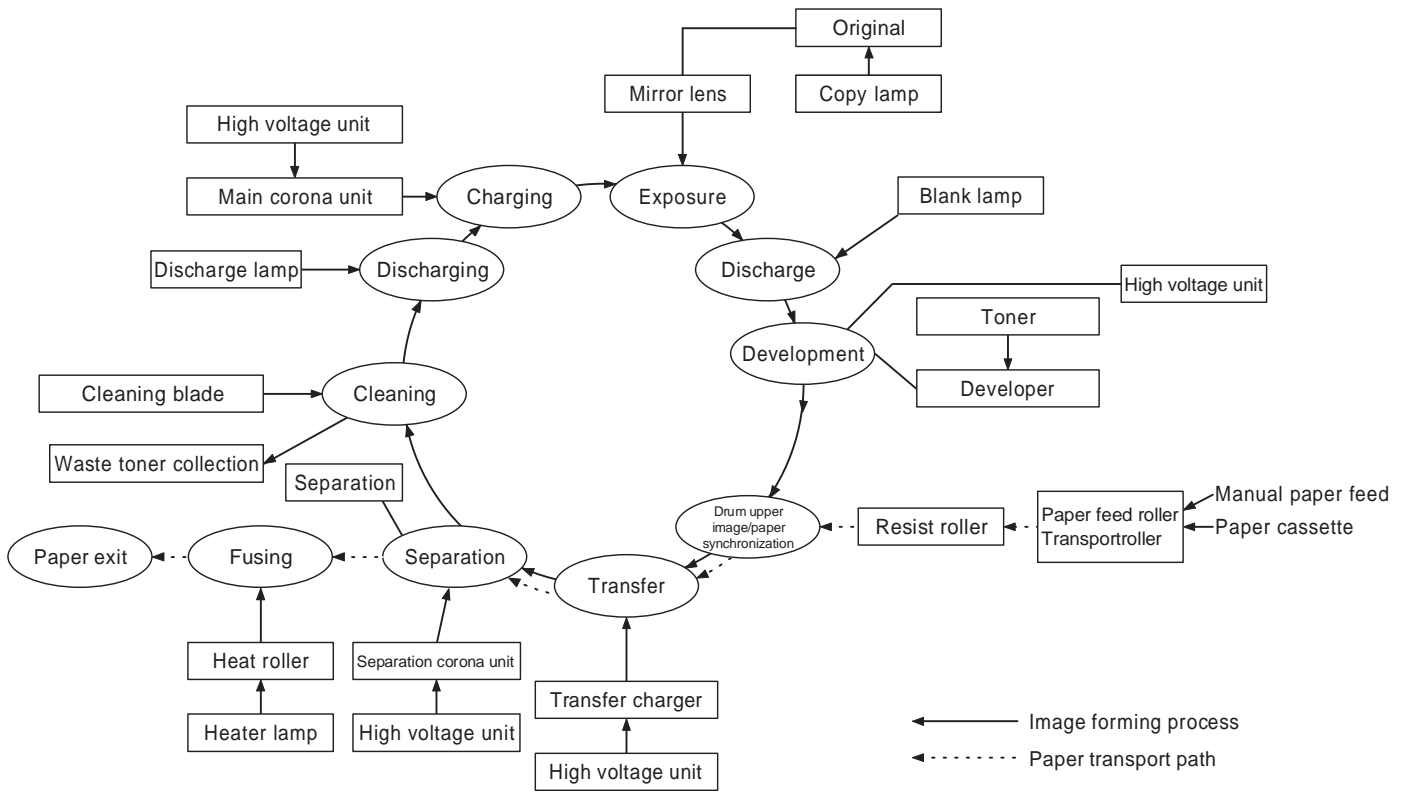 Original
Mirror lens
Copy lamp
High voltage unit
Main corona unit
Charging
Exposure
Blank lamp
Discharge lamp
Discharging
Discharge
High voltage unit
Toner
Development
Developer
Cleaning blade
Cleaning
Waste toner collection
Separation
Drum upper
image/paper
synchronization
Resist roller
Paper feed roller
Transportroller
Manual paper feed
Paper cassette
Paper exit
Fusing
Separation
Transfer
Heat roller
Separation corona unit
Transfer charger
Heater lamp
High voltage unit
High voltage unit
Image forming process
Paper transport path